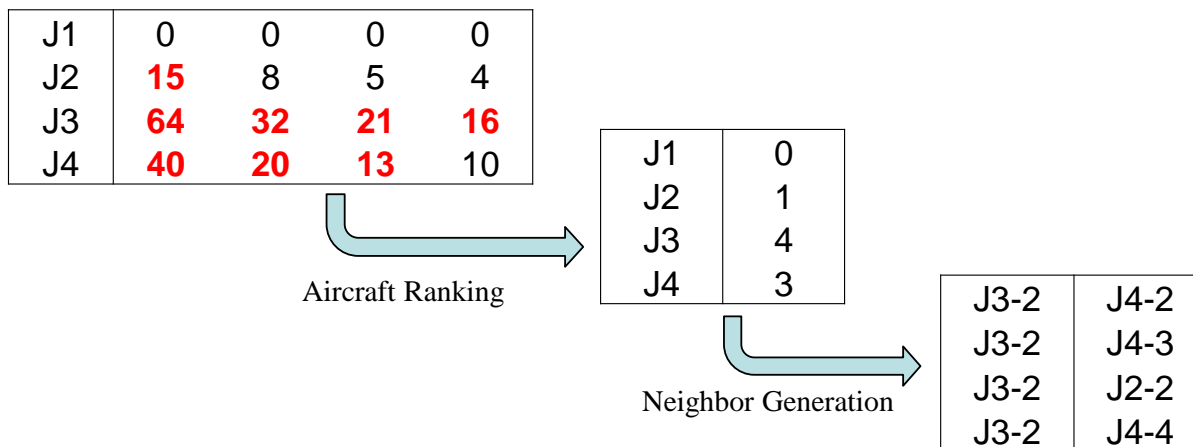 J1 0 0 0 0
J2 15 8 5 4
J3 64 32 21 16
J4 40 20 13 10
Aircraft Ranking
J1 0
J2 1
J3 4
J4 3
Neighbor Generation
J3-2 J4-2
J3-2 J4-3
J3-2 J2-2
J3-2 J4-4